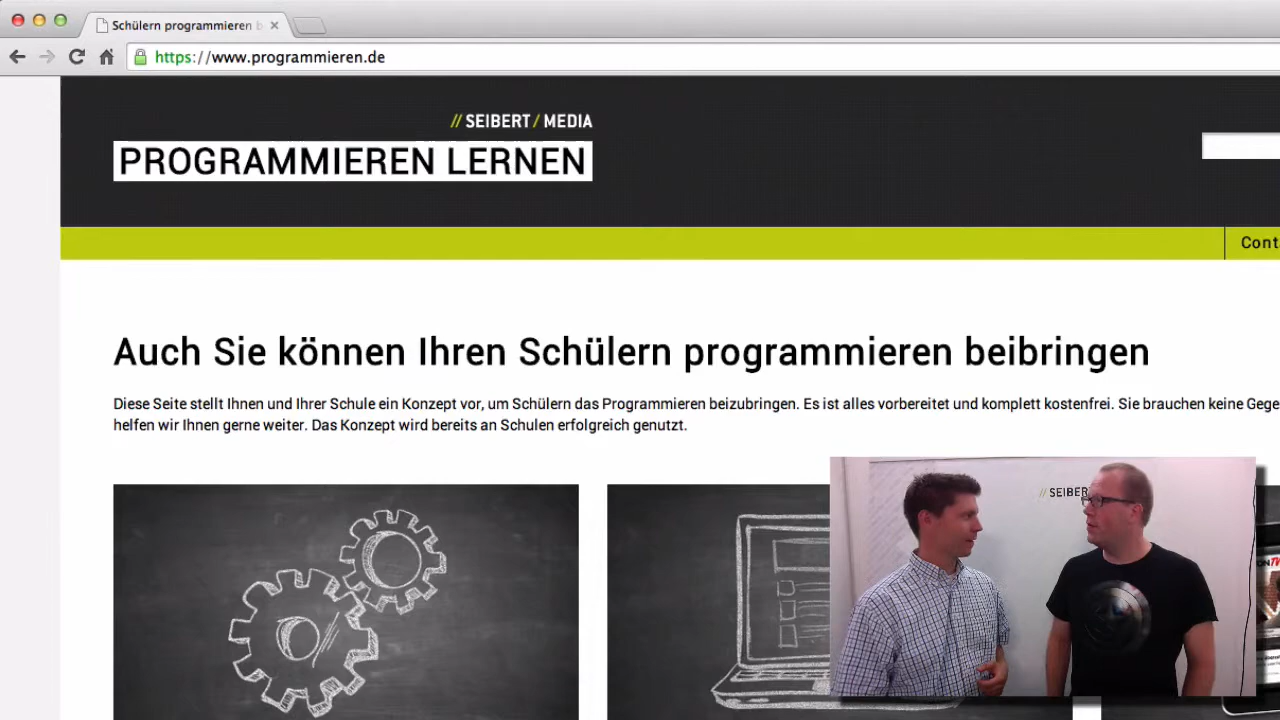 Schülern programmieren b
https://www.programmieren.de
// SEIBERT / MEDIA
PROGRAMMIEREN LERNEN
Cont
Auch Sie können Ihren Schülern programmieren beibringen
Diese Seite stellt Ihnen und Ihrer Schule ein Konzept vor, um Schülern das Programmieren beizubringen. Es ist alles vorbereitet und komplett kostenfrei. Sie brauchen keine Gege
helfen wir Ihnen gerne weiter. Das Konzept wird bereits an Schulen erfolgreich genutzt.
// SEIBER